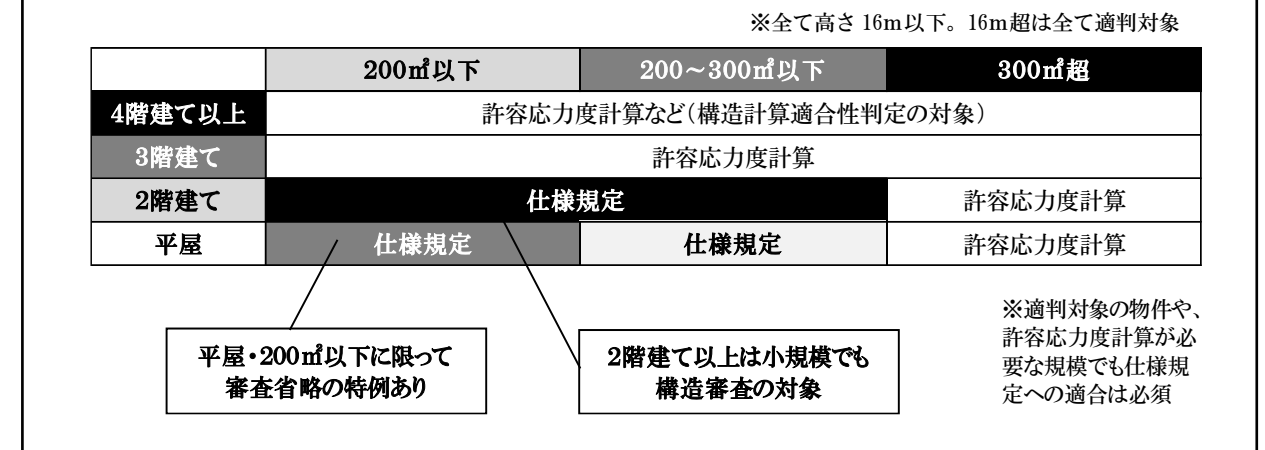 ※全て高さ 16m以下。16m超は全て適判対象
200㎡以下 200～300㎡以下 300㎡超
4階建て以上 許容応力度計算など（構造計算適合性判定の対象）
3階建て 許容応力度計算
2階建て 仕様規定 許容応力度計算
平屋 仕様規定 仕様規定 許容応力度計算
平屋・200㎡以下に限って
審査省略の特例あり
2階建て以上は小規模でも
構造審査の対象
※適判対象の物件や、
許容応力度計算が必
要な規模でも仕様規
定への適合は必須